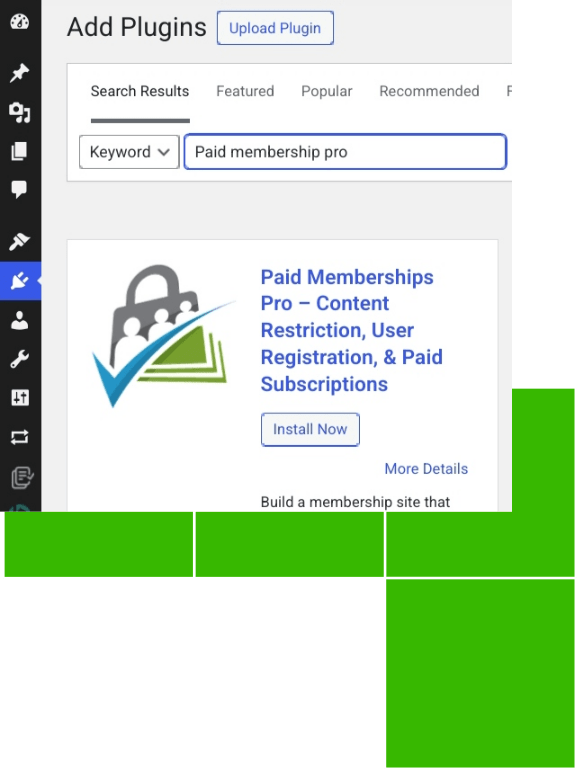 Add Plugins Upload Plugin
Search Results Featured Popular Recommended
Keyword Paid membership pro
Paid Memberships
Pro – Content
Restriction, User
Registration, & Paid
Subscriptions
Install Now
More Details
Build a membership site that